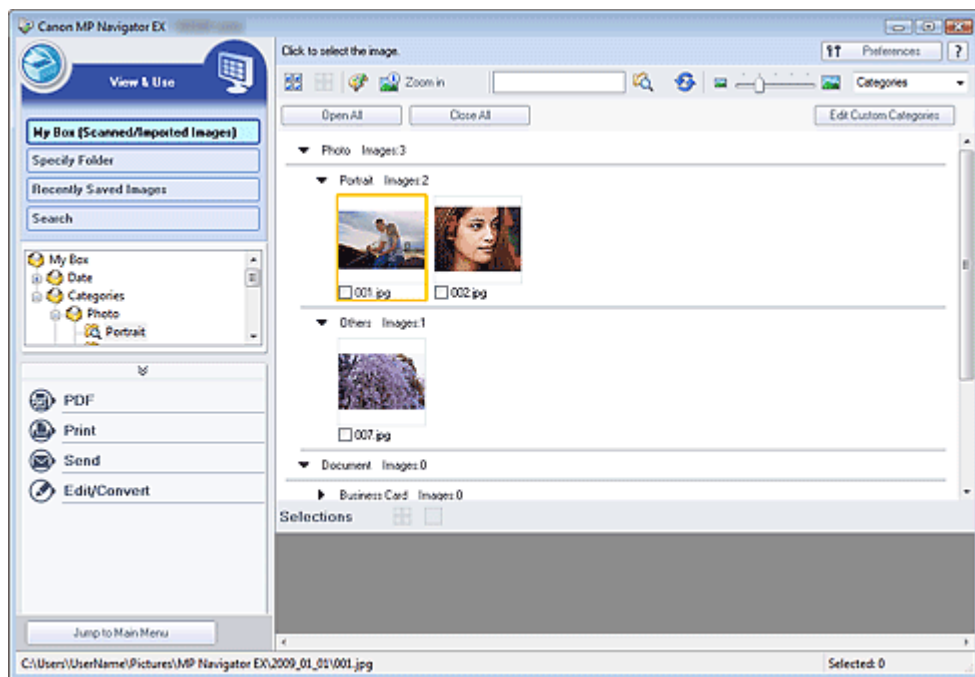 Canon MP Navigator EX
View & Use
My Box (Scanned/Imported Images)
Specify Folder
Recently Saved Images
Search
My Box
Date
Categories
Photo
Portrait
PDF
Print
Send
Edit/Convert
Jump to Main Menu
Click to select the image.
Preferences
?
Zoom in
Categories
Open All
Close All
Edit Custom Categories
Photo Images:3
Portrait Images:2
001.jpg
002.jpg
Others Images:1
007.jpg
Document Images:0
Business Card Images:0
Selections
C:\Users\UserName\Pictures\MP Navigator EX\2009_01_01\001.jpg
Selected: 0